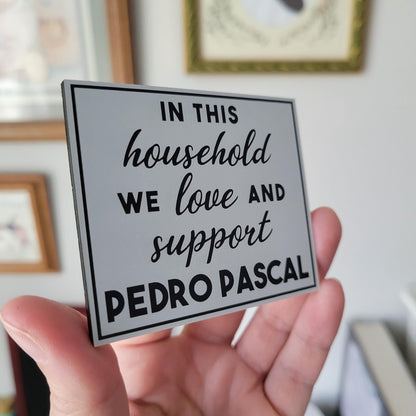 IN THIS
household
WE love AND
support
PEDRO PASCAL